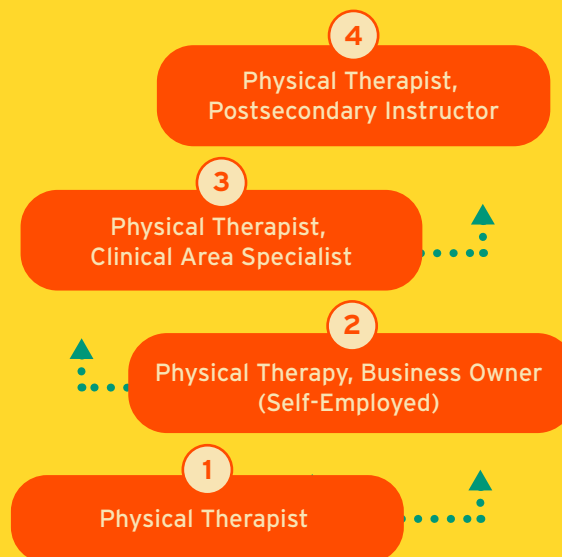 4
Physical Therapist,
Postsecondary Instructor
3
Physical Therapist,
Clinical Area Specialist
2
Physical Therapy, Business Owner
(Self-Employed)
1
Physical Therapist